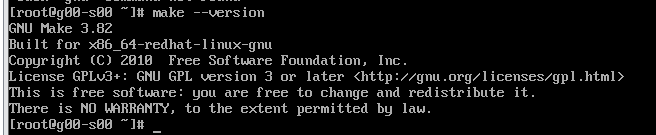 [root@g00-s00 ~]# make --version
GNU Make 3.82
Built for x86_64-redhat-linux-gnu
Copyright (C) 2010  Free Software Foundation, Inc.
License GPLv3+: GNU GPL version 3 or later <http://gnu.org/licenses/gpl.html>
This is free software: you are free to change and redistribute it.
There is NO WARRANTY, to the extent permitted by law.
[root@g00-s00 ~]# _